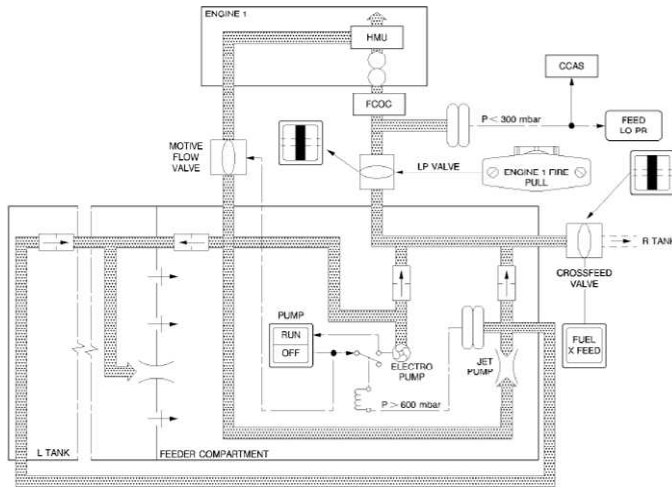 ENGINE 1
HMU
FCOC
CCAS
P < 300 mbar
FEED
LO PR
MOTIVE
FLOW
VALVE
LP VALVE
ENGINE 1 FIRE
PULL
R TANK
CROSSFEED
VALVE
PUMP
RUN
OFF
ELECTRO
PUMP
JET
PUMP
FUEL
X FEED
P > 600 mbar
L TANK
FEEDER COMPARTMENT